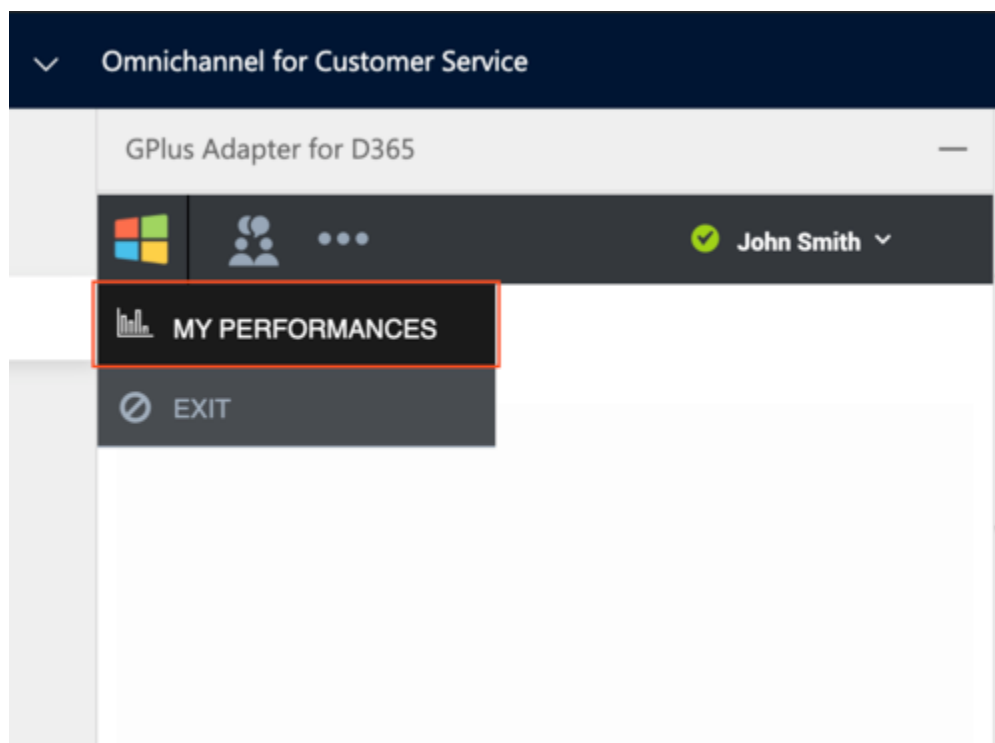 Omnichannel for Customer Service
GPlus Adapter for D365
John Smith
MY PERFORMANCES
EXIT